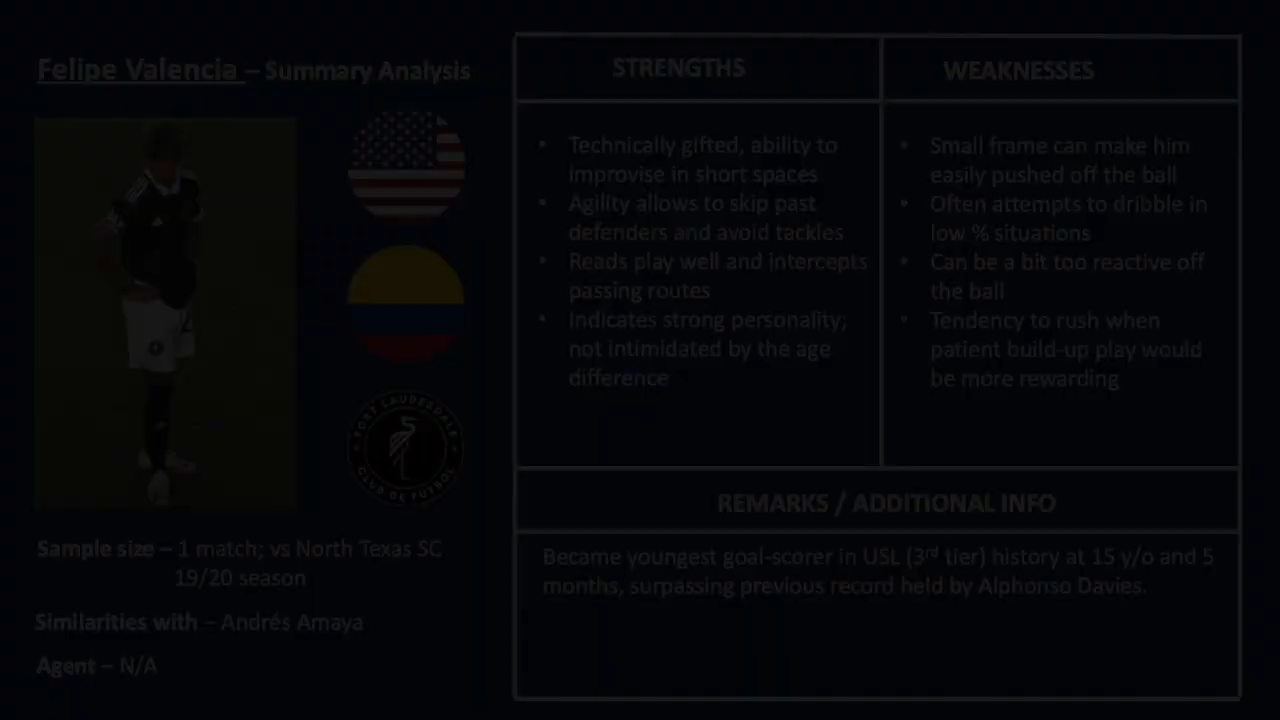 Felipe Valencia – Summary Analysis
FORT LAUDERDALE
CLUB DE FUTBOL
Sample size – 1 match; vs North Texas SC
19/20 season
Similarities with – Andrés Amaya
Agent – N/A
STRENGTHS
• Technically gifted, ability to
improvise in short spaces
• Agility allows to skip past
defenders and avoid tackles
• Reads play well and intercepts
passing routes
• Indicates strong personality;
not intimidated by the age
difference
WEAKNESSES
• Small frame can make him
easily pushed off the ball
• Often attempts to dribble in
low % situations
• Can be a bit too reactive off
the ball
• Tendency to rush when
patient build-up play would
be more rewarding
REMARKS / ADDITIONAL INFO
Became youngest goal-scorer in USL (3rd tier) history at 15 y/o and 5
months, surpassing previous record held by Alphonso Davies.